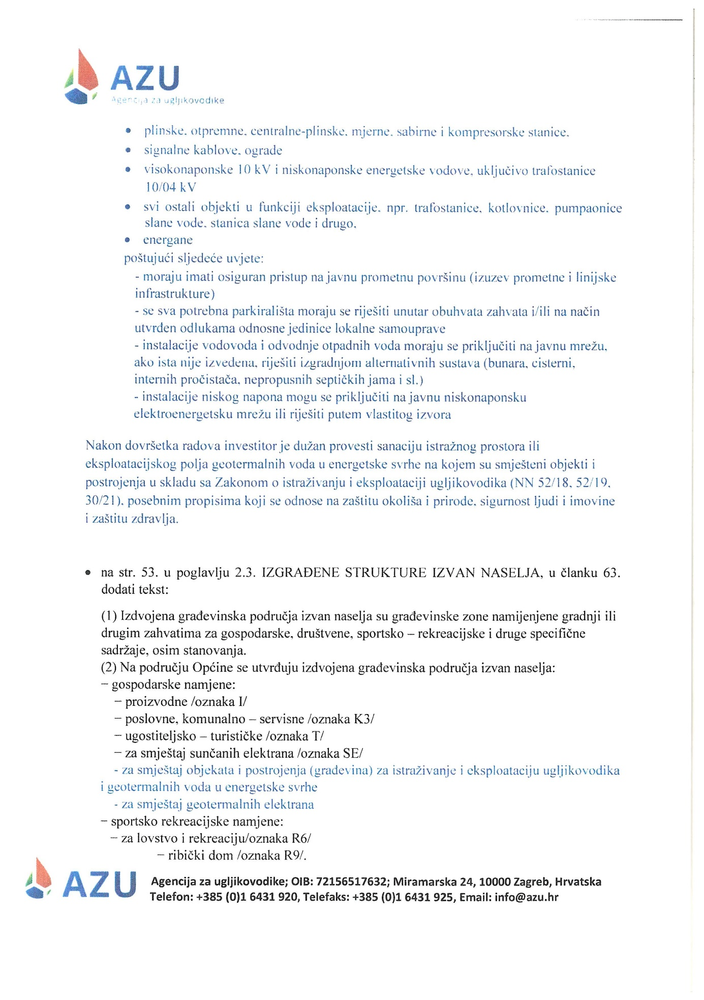 AZU
Agencija za ugljikovodike
• plinske, otpremne, centralne-plinske, mjerne, sabirne i kompresorske stanice,
• signalne kablove, ograde
• visokonaponske 10 kV i niskonaponske energetske vodove, uključivo trafostanice
10/04 kV
• svi ostali objekti u funkciji eksploatacije, npr. trafostanice, kotlovnice, pumpaonice
slane vode, stanica slane vode i drugo,
• energane
poštujući sljedeće uvjete:
- moraju imati osiguran pristup na javnu prometnu površinu (izuzev prometne i linijske
infrastrukture)
- se sva potrebna parkirališta moraju se riješiti unutar obuhvata zahvata i/ili na način
utvrđen odlukama odnosne jedinice lokalne samouprave
- instalacije vodovoda i odvodnje otpadnih voda moraju se priključiti na javnu mrežu,
ako ista nije izvedena, riješiti izgradnjom alternativnih sustava (bunara, cisterni,
internih pročistača, nepropusnih septičkih jama i sl.)
- instalacije niskog napona mogu se priključiti na javnu niskonaponsku
elektroenergetsku mrežu ili riješiti putem vlastitog izvora
Nakon dovršetka radova investitor je dužan provesti sanaciju istražnog prostora ili
eksploatacijskog polja geotermalnih voda u energetske svrhe na kojem su smješteni objekti i
postrojenja u skladu sa Zakonom o istraživanju i eksploataciji ugljikovodika (NN 52/18, 52/19,
30/21), posebnim propisima koji se odnose na zaštitu okoliša i prirode, sigurnost ljudi i imovine
i zaštitu zdravlja.
• na str. 53. u poglavlju 2.3. IZGRAĐENE STRUKTURE IZVAN NASELJA, u članku 63.
dodati tekst:
(1) Izdvojena građevinska područja izvan naselja su građevinske zone namijenjene gradnji ili
drugim zahvatima za gospodarske, društvene, sportsko – rekreacijske i druge specifične
sadržaje, osim stanovanja.
(2) Na području Općine se utvrđuju izdvojena građevinska područja izvan naselja:
– gospodarske namjene:
– proizvodne /oznaka I/
– poslovne, komunalno – servisne /oznaka K3/
– ugostiteljsko – turističke /oznaka T/
– za smještaj sunčanih elektrana /oznaka SE/
- za smještaj objekata i postrojenja (građevina) za istraživanje i eksploataciju ugljikovodika
i geotermalnih voda u energetske svrhe
- za smještaj geotermalnih elektrana
– sportsko rekreacijske namjene:
– za lovstvo i rekreaciju/oznaka R6/
– ribički dom /oznaka R9/.
AZU
Agencija za ugljikovodike; OIB: 72156517632; Miramarska 24, 10000 Zagreb, Hrvatska
Telefon: +385 (0)1 6431 920, Telefaks: +385 (0)1 6431 925, Email: info@azu.hr